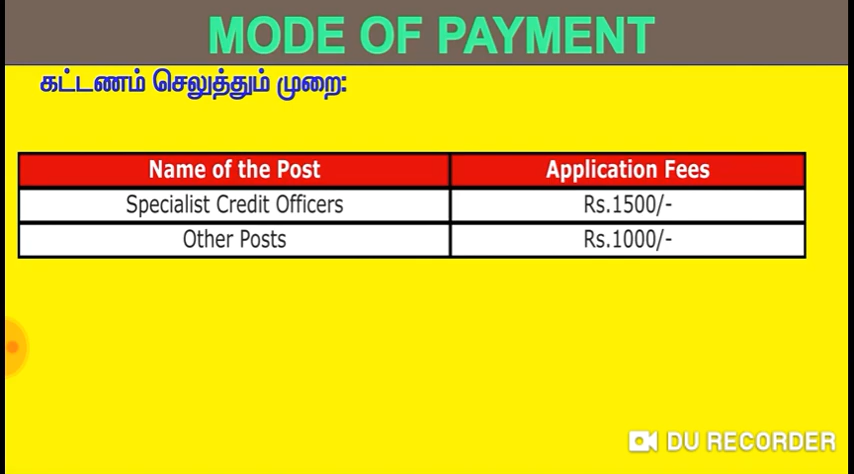 MODE OF PAYMENT
கட்டணம் செலுத்தும் முறை:
Name of the Post Application Fees
Specialist Credit Officers Rs.1500/-
Other Posts Rs.1000/-
DU RECORDER